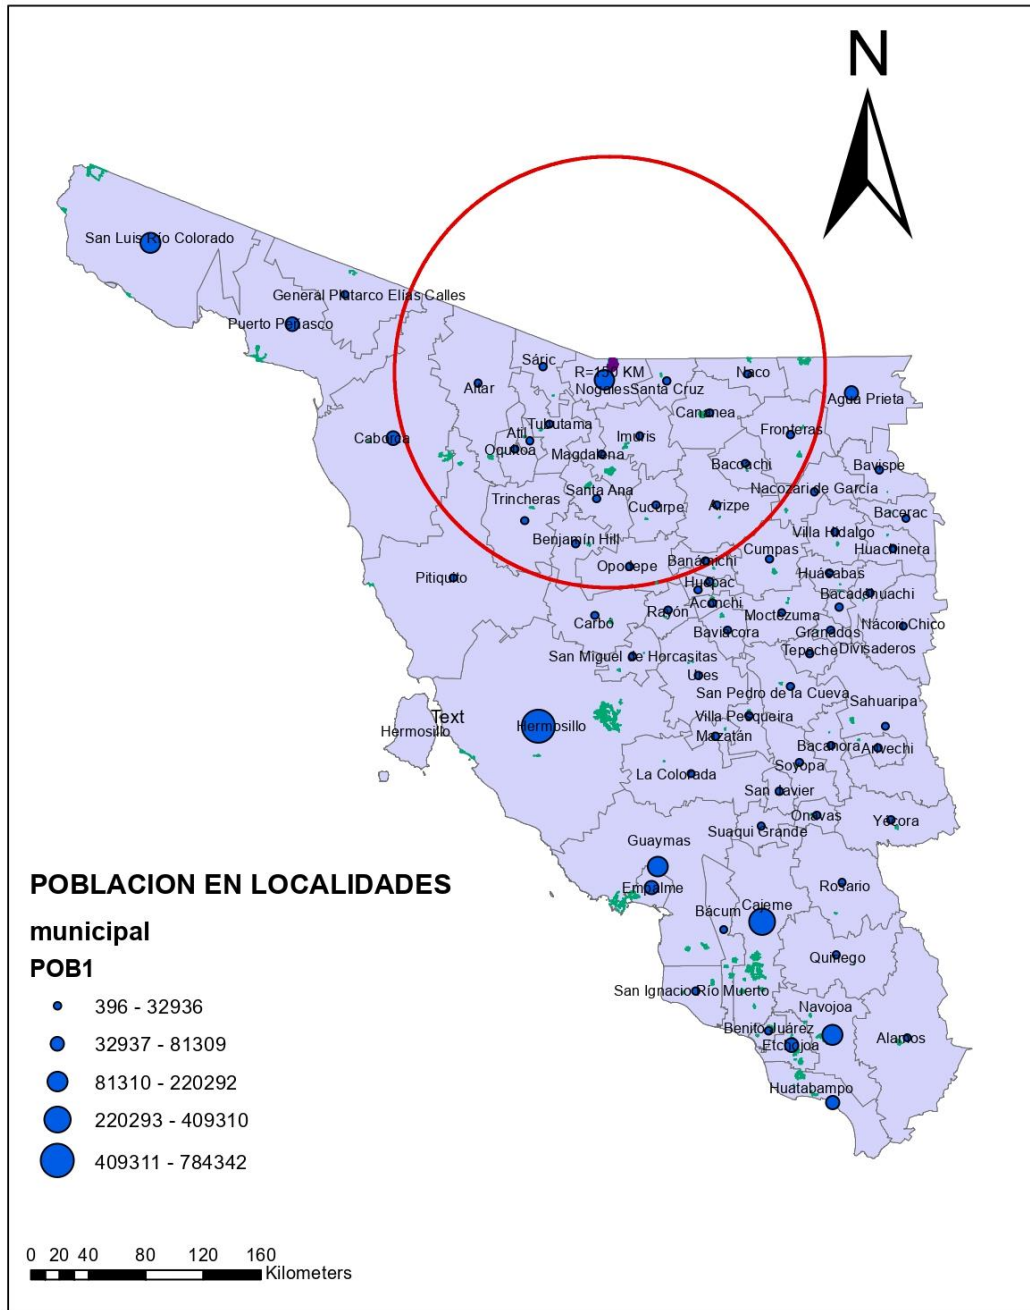 N
San Luis Río Colorado
General Plutarco Elías Calles
Puerto Peñasco
Sáric
R=150 KM
Nogales
Santa Cruz
Naco
Altar
Agua Prieta
Cananea
Caborca
Tubutama
Atil
Oquitoa
Imuris
Fronteras
Magdalena
Bacoachi
Bavispe
Nacozari de García
Santa Ana
Trincheras
Cucurpe
Arizpe
Bacerac
Villa Hidalgo
Benjamín Hill
Huachinera
Cumpas
Opodepe
Banámichi
Pitiquito
Huásabas
Huépac
Bacadéhuachi
Aconchi
Rayón
Carbó
Moctezuma
Nácori Chico
Baviácora
Granados
Divisaderos
Tepache
San Miguel de Horcasitas
Ures
San Pedro de la Cueva
Sahuaripa
Text
Hermosillo
Hermosillo
Villa Pesqueira
Mazatán
Bacanora
Arivechi
Soyopa
La Colorada
San Javier
Onavas
Yécora
Suaqui Grande
Guaymas
Empalme
Rosario
Cajeme
Bácum
Quiriego
San Ignacio Río Muerto
Navojoa
Benito Juárez
Etchojoa
Alamos
Huatabampo
POBLACION EN LOCALIDADES
municipal
POB1
396 - 32936
32937 - 81309
81310 - 220292
220293 - 409310
409311 - 784342
0 20 40 80 120 160
Kilometers